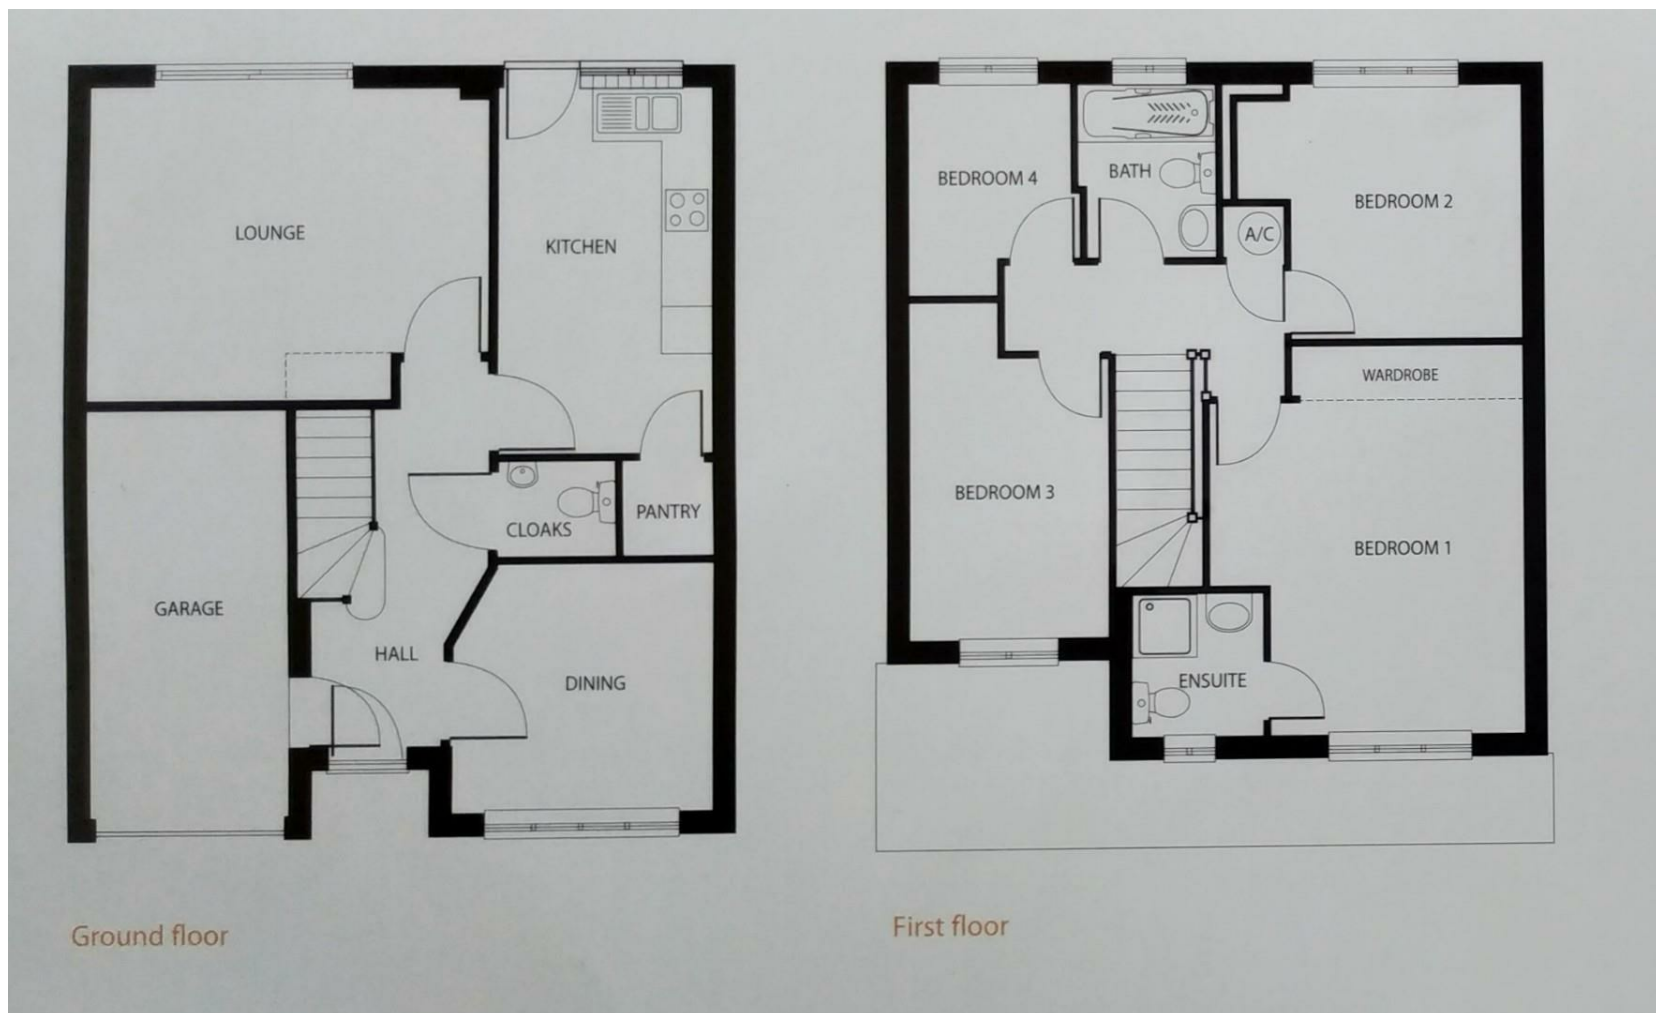 LOUNGE
KITCHEN
CLOAKS
PANTRY
GARAGE
HALL
DINING
Ground floor
BEDROOM 4
BATH
BEDROOM 2
A/C
WARDROBE
BEDROOM 3
BEDROOM 1
ENSUITE
First floor